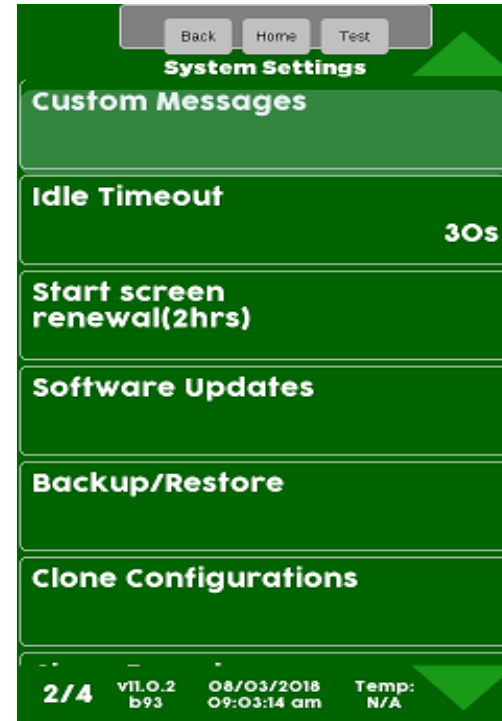 Back Home Test
System Settings
Custom Messages
Idle Timeout
30s
Start screen
renewal(2hrs)
Software Updates
Backup/Restore
Clone Configurations
2/4 v11.0.2 08/03/2018 Temp:
b93 09:03:14 am N/A